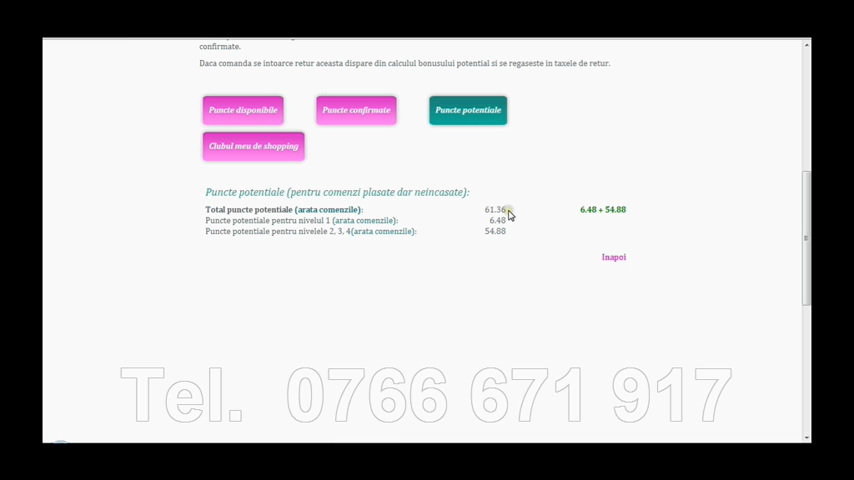 confirmate.
Daca comanda se intoarce retur aceasta dispare din calculul bonusului potential si se regaseste in taxele de retur.
Puncte disponibile Puncte confirmate Puncte potentiale
Clubul meu de shopping
Puncte potentiale (pentru comenzi plasate dar neincasate):
Total puncte potentiale (arata comenzile): 61.36 6.48 + 54.88
Puncte potentiale pentru nivelul 1 (arata comenzile): 6.48
Puncte potentiale pentru nivelele 2, 3, 4(arata comenzile): 54.88
Inapoi
Tel. 0766 671 917